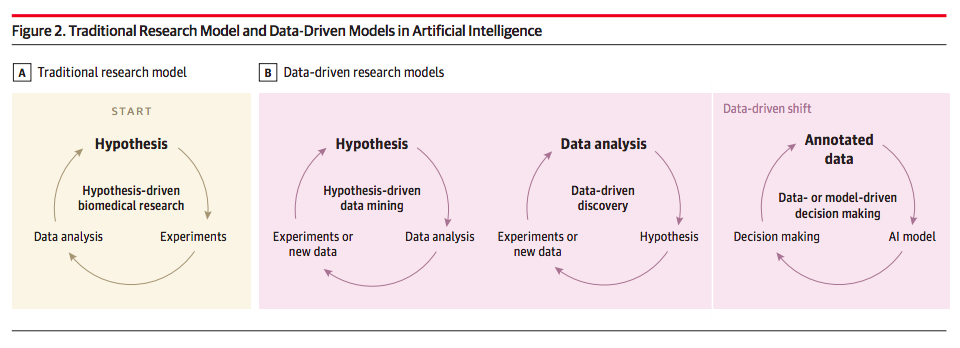 Figure 2. Traditional Research Model and Data-Driven Models in Artificial Intelligence
A Traditional research model
B Data-driven research models
START
Hypothesis
Hypothesis-driven
biomedical research
Data analysis
Experiments
Hypothesis
Hypothesis-driven
data mining
Experiments or
new data
Data analysis
Data analysis
Data-driven
discovery
Experiments or
new data
Hypothesis
Data-driven shift
Annotated
data
Data- or model-driven
decision making
Decision making
AI model